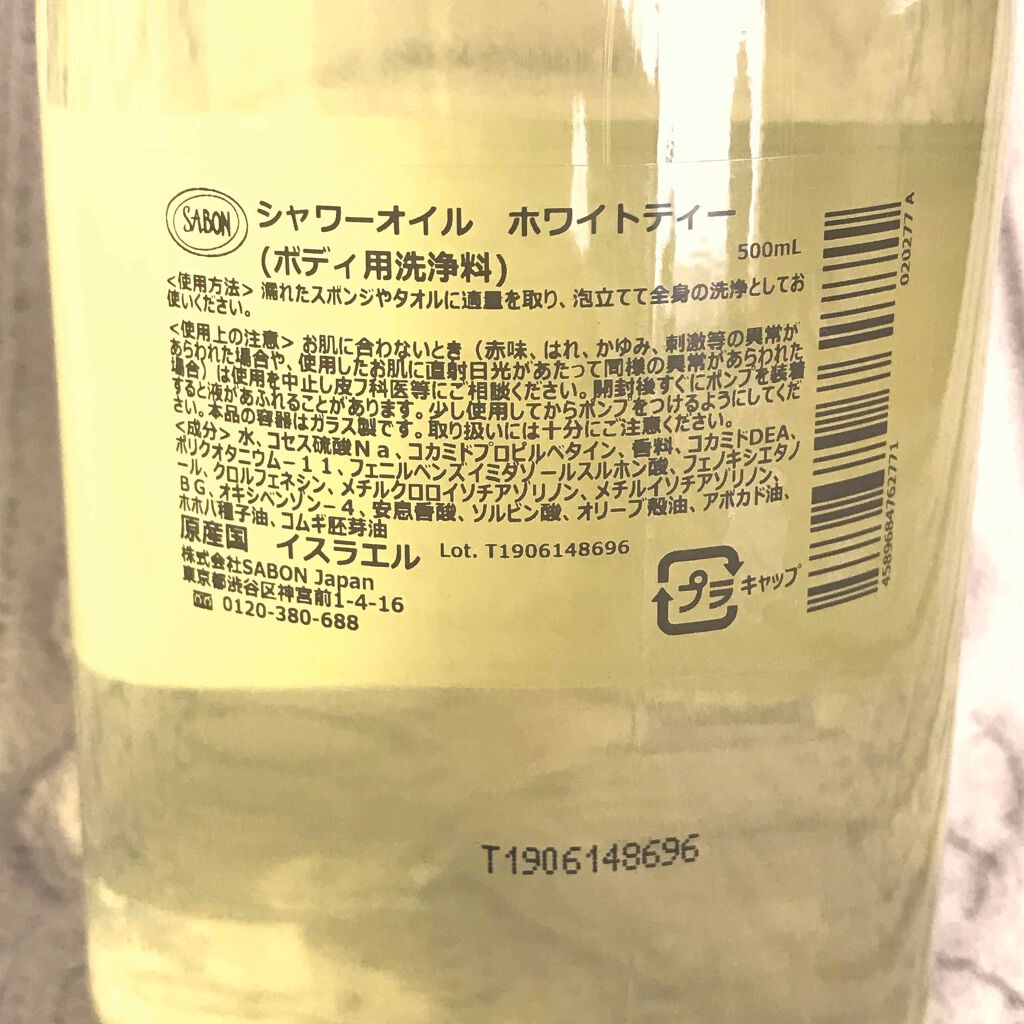 SABON
シャワーオイル　ホワイトティー
(ボディ用洗浄料)
500mL
<使用方法> 濡れたスポンジやタオルに適量を取り、泡立てて全身の洗浄としてお
使いください。
<使用上の注意> お肌に合わないとき（赤味、はれ、かゆみ、刺激等の異常が
あらわれた場合や、使用したお肌に直射日光があたって同様の異常があらわれた
場合）は使用を中止し皮フ科医等にご相談ください。開封後すぐにポンプを装着
すると液があふれることがあります。少し使用してからポンプをつけるようにしてくだ
さい。本品の容器はガラス製です。取り扱いには十分にご注意ください。
<成分> 水、コセス硫酸Ｎａ、コカミドプロピルベタイン、香料、コカミドDEA、
ポリクオタニウム－１１、フェニルベンズイミダゾールスルホン酸、フェノキシエタノ
ール、クロルフェネシン、メチルクロロイソチアゾリノン、メチルイソチアゾリノン、
ＢＧ、オキシベンゾン－４、安息香酸、ソルビン酸、オリーブ殻油、アボカド油、
ホホバ種子油、コムギ胚芽油
原産国　イスラエル
Lot. T1906148696
株式会社SABON Japan
東京都渋谷区神宮前1-4-16
0120-380-688
プラ
キャップ
020277 A
4589684762771
T1906148696